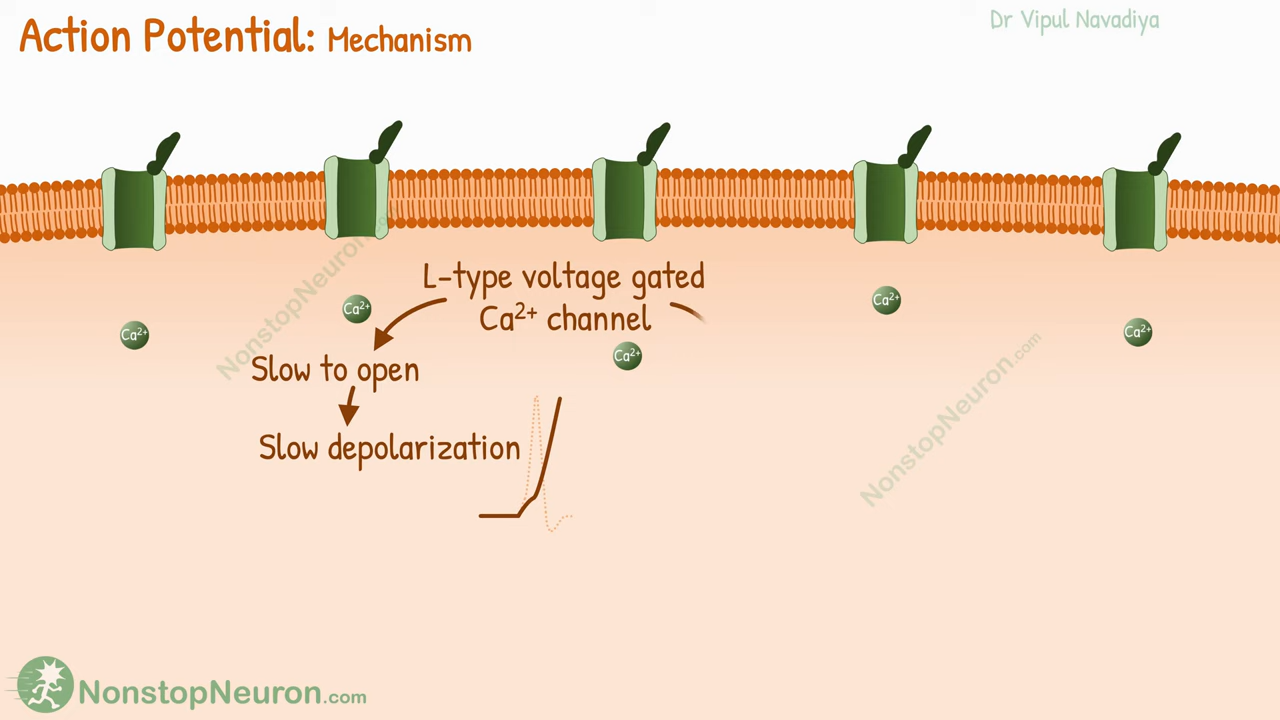 Dr Vipul Navadiya
Action Potential: Mechanism
L-type voltage gated
Ca²⁺ channel
Ca²⁺
Ca²⁺
Ca²⁺
Ca²⁺
Ca²⁺
Slow to open
Slow depolarization
NonstopNeuron.com
NonstopNeuron.com
NonstopNeuron.com